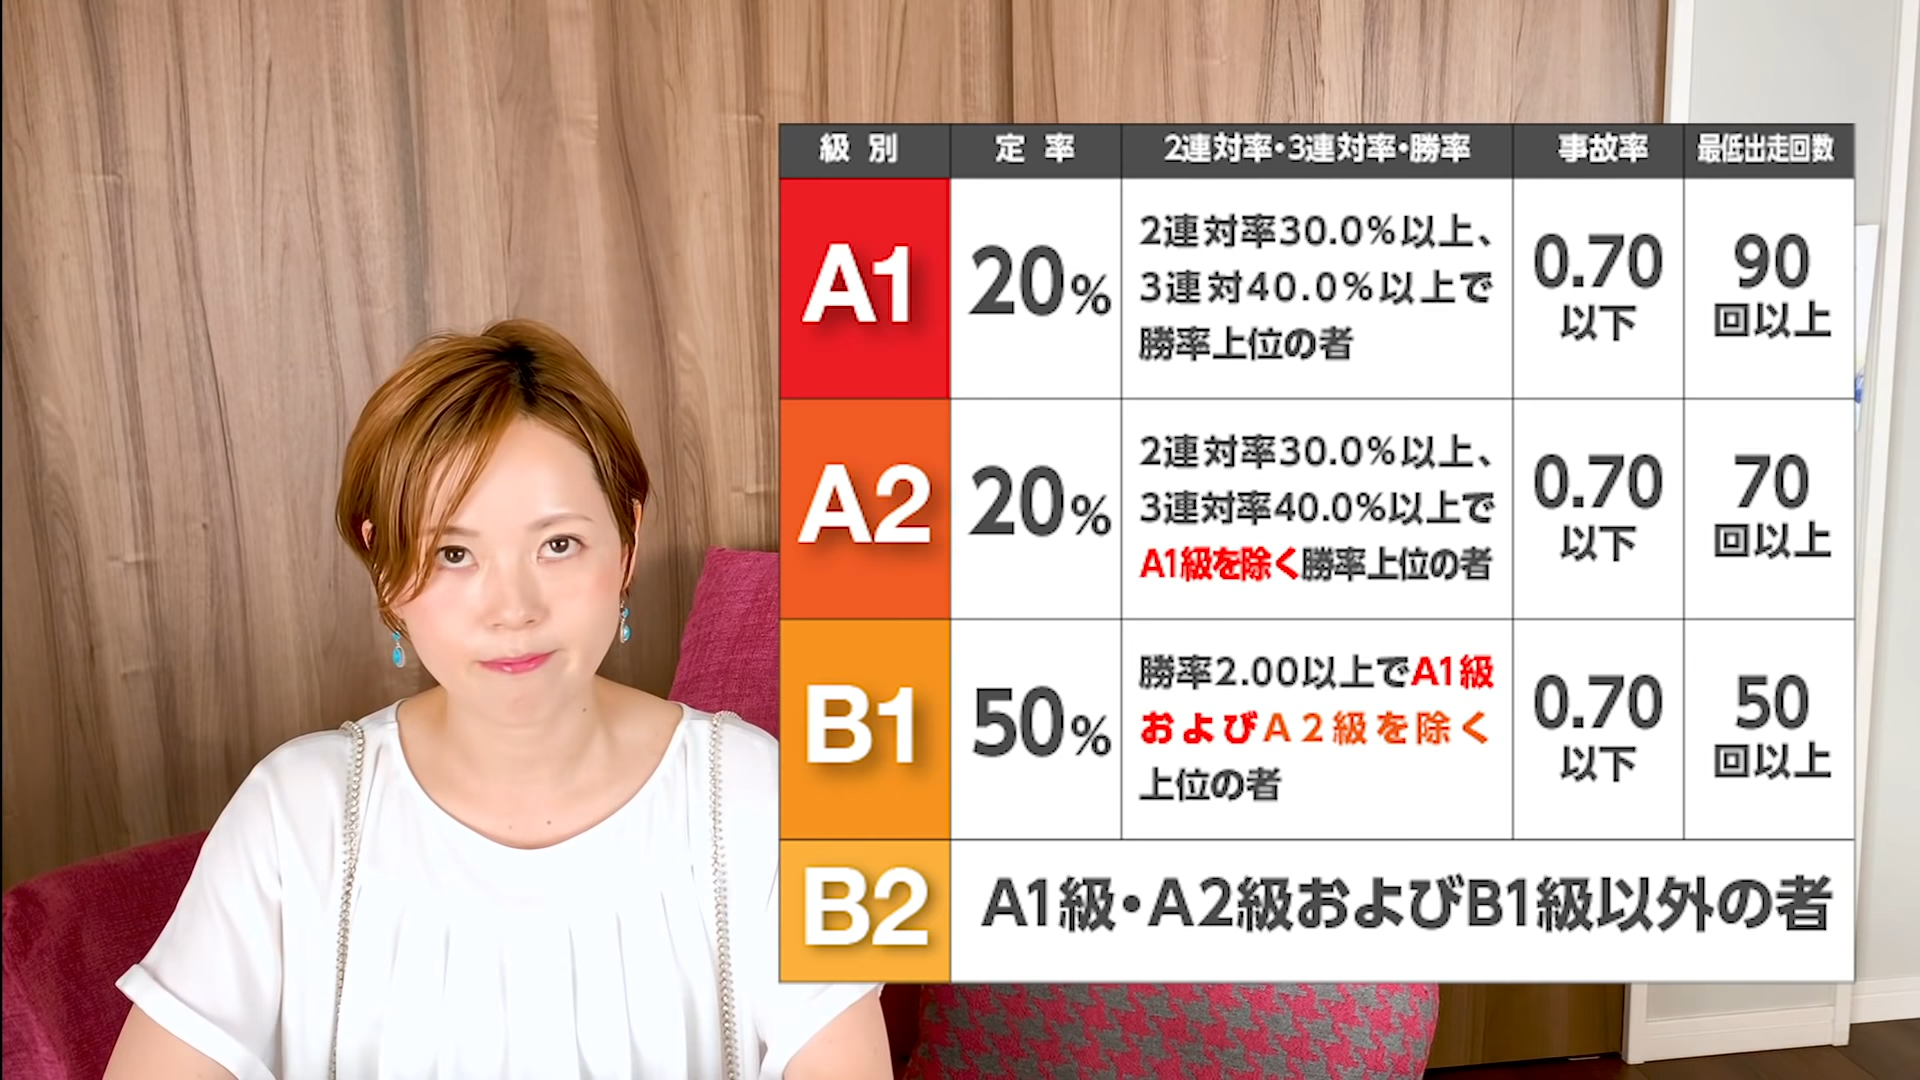 級別 定率 2連対率・3連対率・勝率 事故率 最低出走回数
A1
20%
2連対率30.0%以上、
3連対40.0%以上で
勝率上位の者
0.70
以下
90
回以上
A2
20%
2連対率30.0%以上、
3連対率40.0%以上で
A1級を除く勝率上位の者
0.70
以下
70
回以上
B1
50%
勝率2.00以上でA1級
およびA2級を除く
上位の者
0.70
以下
50
回以上
B2
A1級・A2級およびB1級以外の者